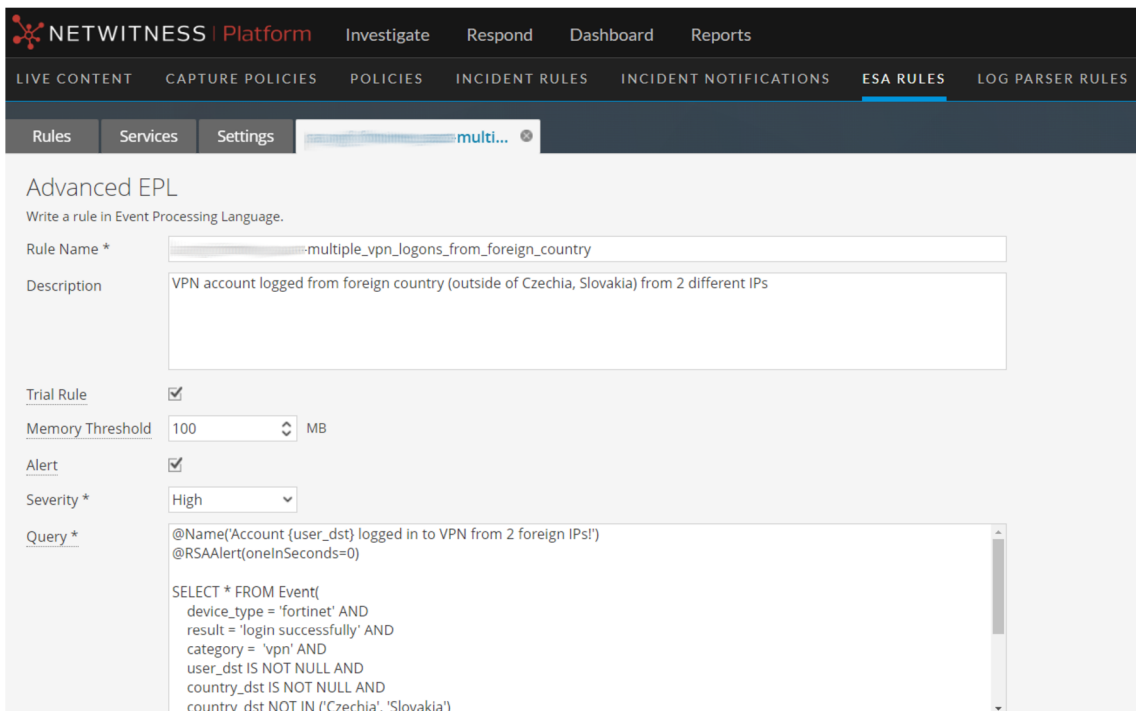 NETWITNESS | Platform Investigate Respond Dashboard Reports
LIVE CONTENT CAPTURE POLICIES POLICIES INCIDENT RULES INCIDENT NOTIFICATIONS ESA RULES LOG PARSER RULES
Rules Services Settings multi...
Advanced EPL
Write a rule in Event Processing Language.
Rule Name * -multiple_vpn_logons_from_foreign_country
Description VPN account logged from foreign country (outside of Czechia, Slovakia) from 2 different IPs
Trial Rule
Memory Threshold 100 MB
Alert
Severity * High
Query * @Name('Account {user_dst} logged in to VPN from 2 foreign IPs!')
@RSAAlert(oneInSeconds=0)
SELECT * FROM Event(
device_type = 'fortinet' AND
result = 'login successfully' AND
category = 'vpn' AND
user_dst IS NOT NULL AND
country_dst IS NOT NULL AND
country_dst NOT IN ('Czechia', 'Slovakia')